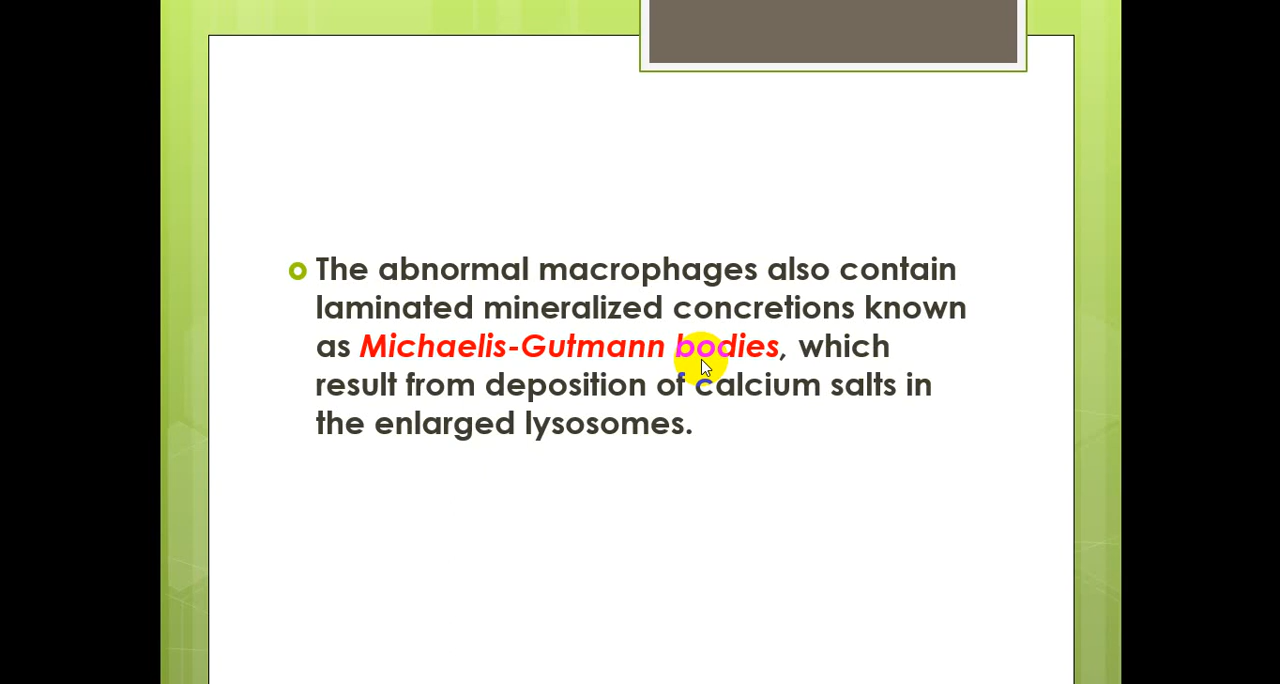 The abnormal macrophages also contain
laminated mineralized concretions known
as Michaelis-Gutmann bodies, which
result from deposition of calcium salts in
the enlarged lysosomes.